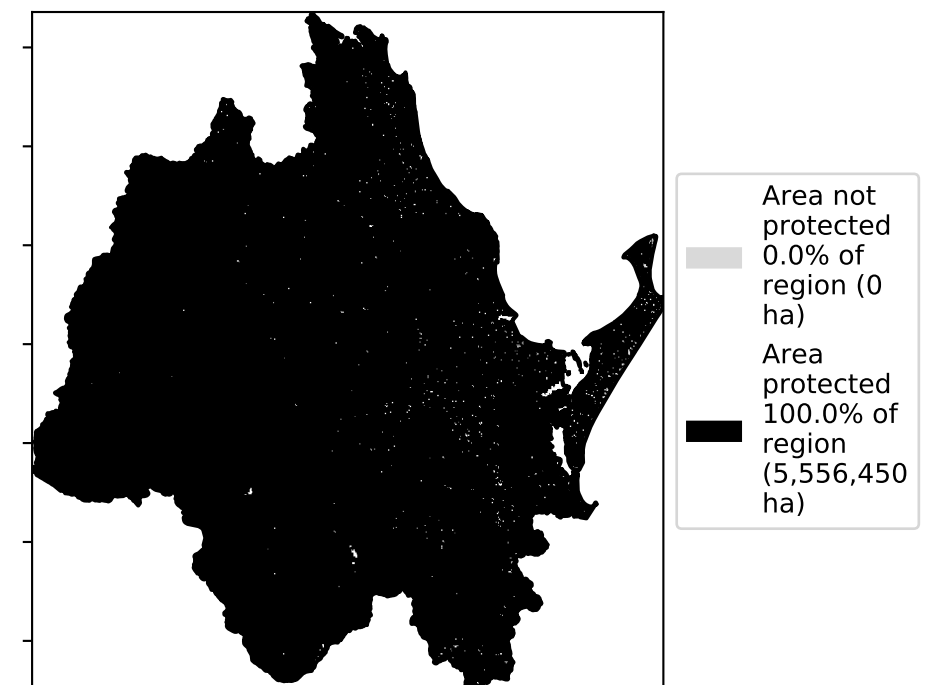 Area not
protected
0.0% of
region (0
ha)
Area
protected
100.0% of
region
(5,556,450
ha)